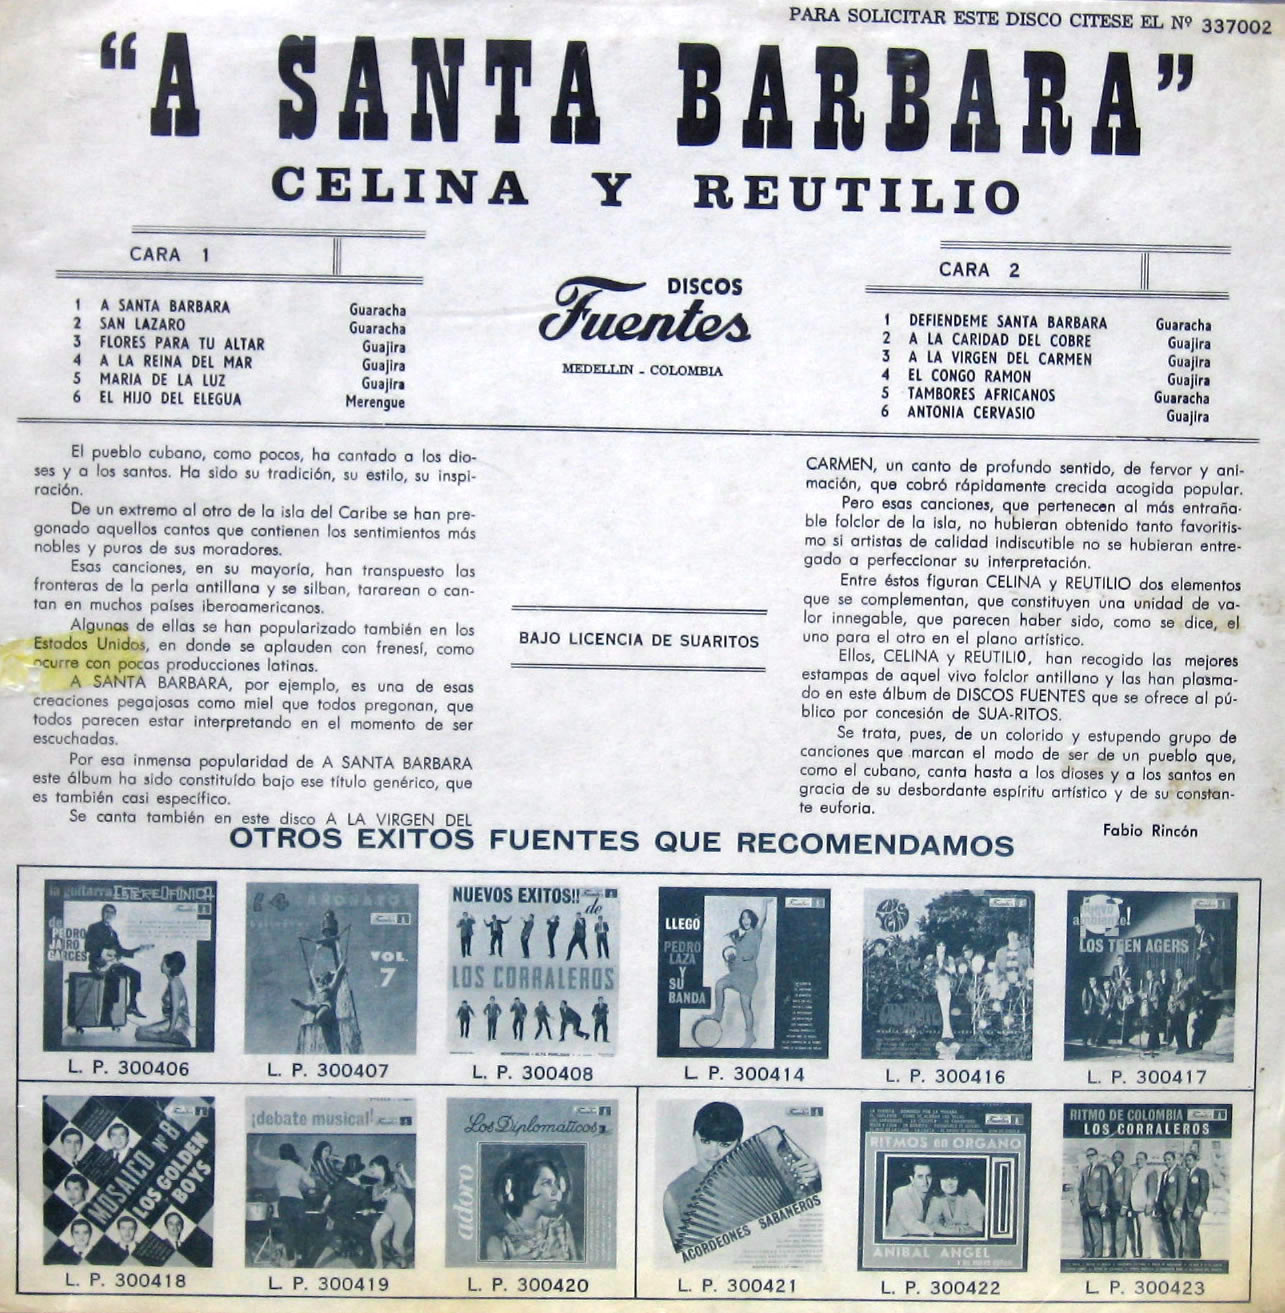 PARA SOLICITAR ESTE DISCO CITESE EL Nº 337002
“A SANTA BARBARA”
CELINA Y REUTILIO
CARA 1
1 A SANTA BARBARA Guaracha
2 SAN LAZARO Guaracha
3 FLORES PARA TU ALTAR Guajira
4 A LA REINA DEL MAR Guajira
5 MARIA DE LA LUZ Guajira
6 EL HIJO DEL ELEGUA Merengue
DISCOS
Fuentes
MEDELLIN - COLOMBIA
CARA 2
1 DEFIENDEME SANTA BARBARA Guaracha
2 A LA CARIDAD DEL COBRE Guajira
3 A LA VIRGEN DEL CARMEN Guajira
4 EL CONGO RAMON Guajira
5 TAMBORES AFRICANOS Guaracha
6 ANTONIA CERVASIO Guajira
El pueblo cubano, como pocos, ha cantado a los dio-
ses y a los santos. Ha sido su tradición, su estilo, su inspi-
ración.
De un extremo al otro de la isla del Caribe se han pre-
gonado aquellos cantos que contienen los sentimientos más
nobles y puros de sus moradores.
Esas canciones, en su mayoría, han transpuesto las
fronteras de la perla antillana y se silban, tararean o can-
tan en muchos países iberoamericanos.
Algunas de ellas se han popularizado también en los
Estados Unidos, en donde se aplauden con frenesí, como
ocurre con pocas producciones latinas.
A SANTA BARBARA, por ejemplo, es una de esas
creaciones pegajosas como miel que todos pregonan, que
todos parecen estar interpretando en el momento de ser
escuchadas.
Por esa inmensa popularidad de A SANTA BARBARA
este álbum ha sido constituído bajo ese título genérico, que
es también casi específico.
Se canta también en este disco A LA VIRGEN DEL
BAJO LICENCIA DE SUARITOS
CARMEN, un canto de profundo sentido, de fervor y ani-
mación, que cobró rápidamente crecida acogida popular.
Pero esas canciones, que pertenecen al más entraña-
ble folclor de la isla, no hubieran obtenido tanto favoritis-
mo si artistas de calidad indiscutible no se hubieran entre-
gado a perfeccionar su interpretación.
Entre éstos figuran CELINA y REUTILIO dos elementos
que se complementan, que constituyen una unidad de va-
lor innegable, que parecen haber sido, como se dice, el
uno para el otro en el plano artístico.
Ellos, CELINA y REUTILIO, han recogido las mejores
estampas de aquel vivo folclor antillano y las han plasma-
do en este álbum de DISCOS FUENTES que se ofrece al pú-
blico por concesión de SUA-RITOS.
Se trata, pues, de un colorido y estupendo grupo de
canciones que marcan el modo de ser de un pueblo que,
como el cubano, canta hasta a los dioses y a los santos en
gracia de su desbordante espíritu artístico y de su constan-
te euforia.
Fabio Rincón
OTROS EXITOS FUENTES QUE RECOMENDAMOS
la guitarra ESTEREOFONICA
de
PEDRO
JAIRO
GARCES
L. P. 300406
14 CAÑONAZOS
VOL.
7
L. P. 300407
NUEVOS EXITOS!!
de
LOS CORRALEROS
L. P. 300408
LLEGÓ
PEDRO
LAZA
Y
SU
BANDA
L. P. 300414
L. P. 300416
ambiente!
LOS TEEN AGERS
L. P. 300417
MOSAICO Nº 8!
LOS GOLDEN
BOYS
L. P. 300418
¡debate musical!
L. P. 300419
Los Diplomaticos
adoro
L. P. 300420
ACORDEONES SABANEROS
L. P. 300421
RITMOS en ORGANO
ANIBAL ANGEL
L. P. 300422
RITMO DE COLOMBIA
LOS CORRALEROS
L. P. 300423